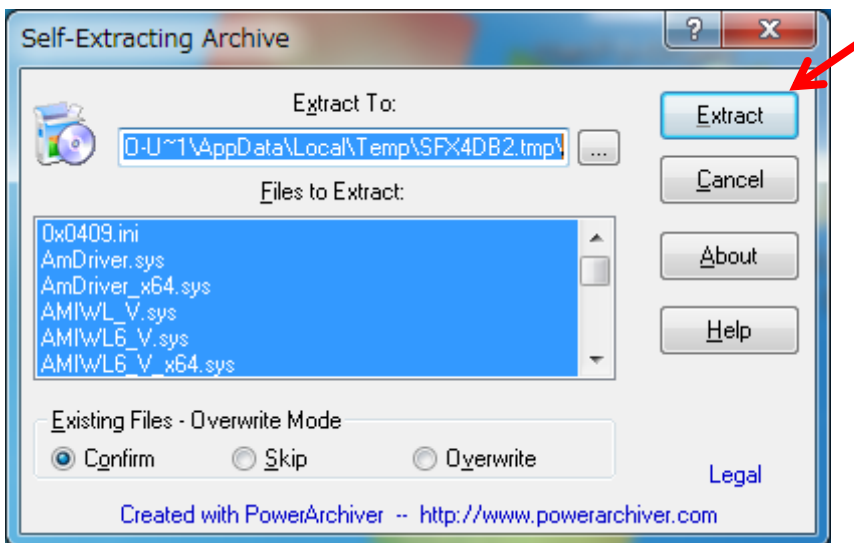 Self-Extracting Archive
?
x
Extract To:
O-U~1\AppData\Local\Temp\SFX4DB2.tmp\
...
Extract
Files to Extract:
Cancel
0x0409.ini
AmDriver.sys
AmDriver_x64.sys
AMIWL_V.sys
AMIWL6_V.sys
AMIWL6_V_x64.sys
About
Help
Existing Files - Overwrite Mode
Confirm Skip Overwrite
Legal
Created with PowerArchiver -- http://www.powerarchiver.com